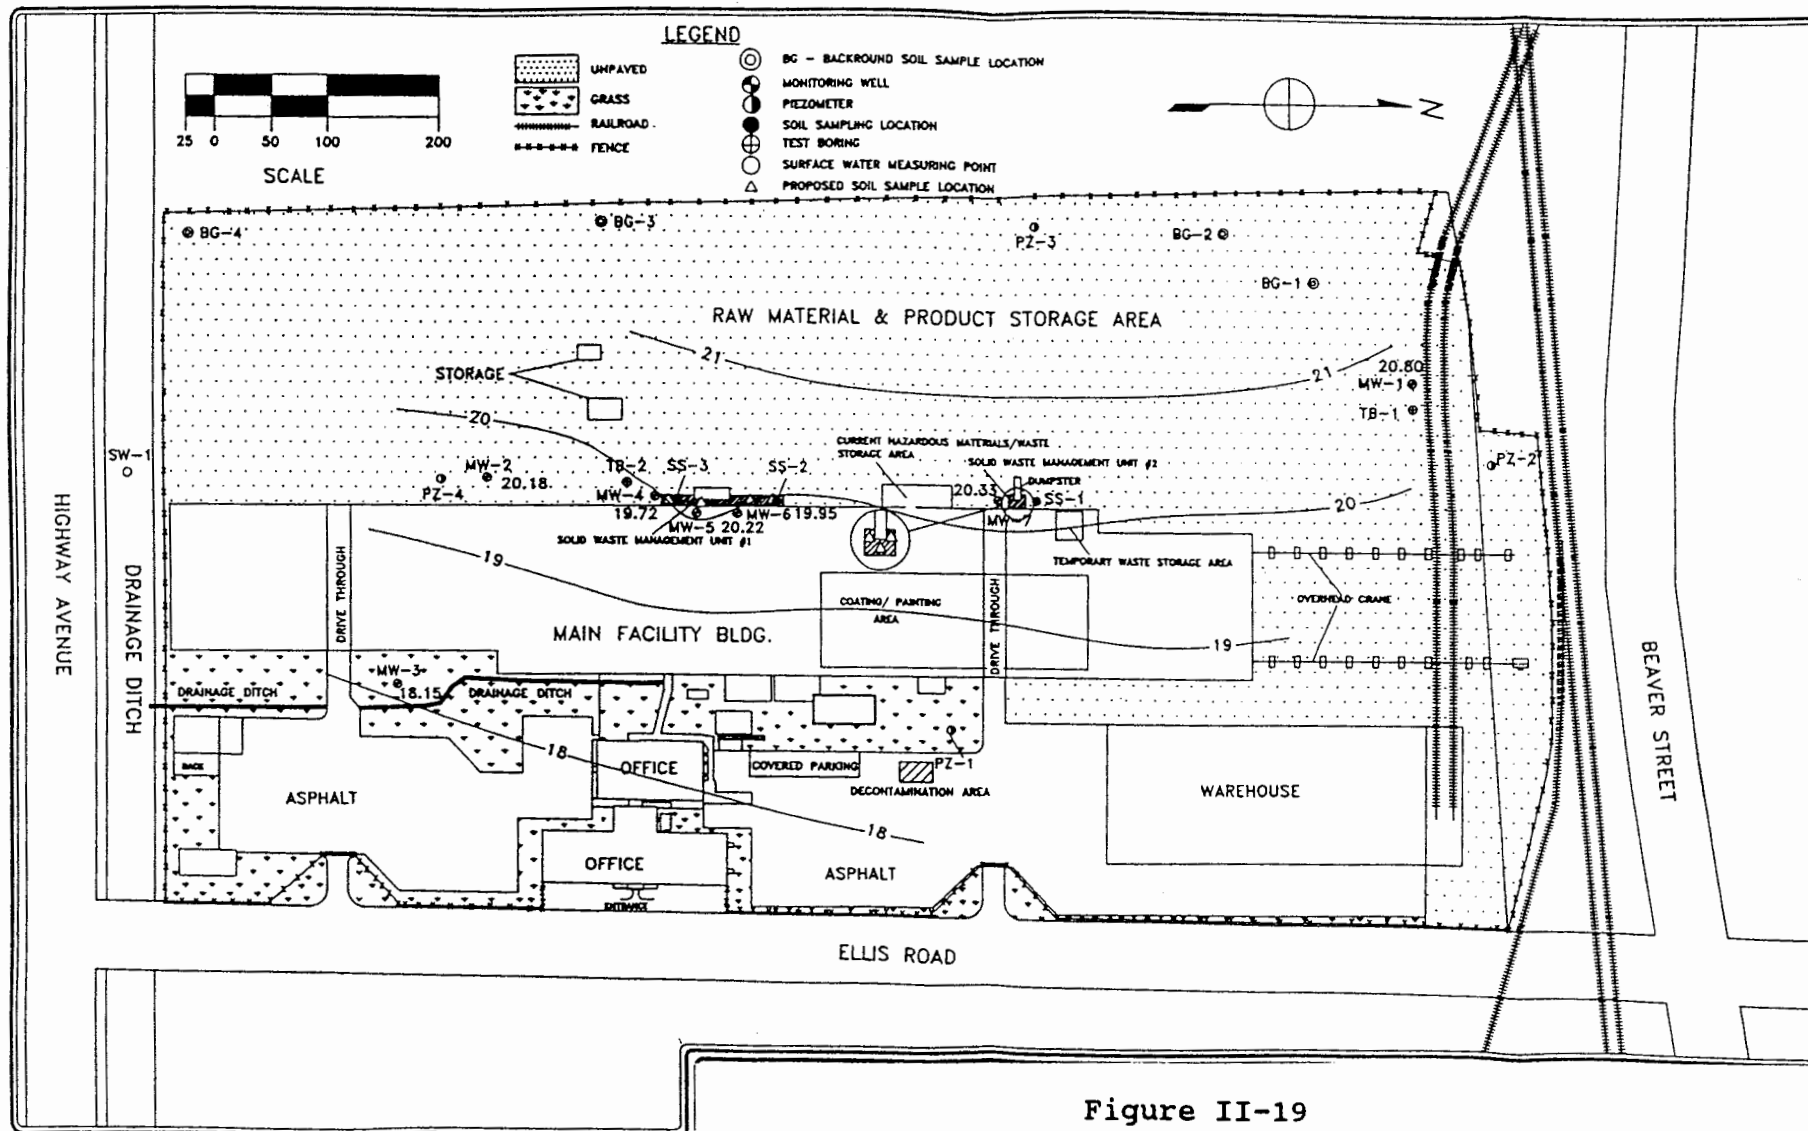 LEGEND
UNPAVED
GRASS
RAILROAD.
FENCE
BG - BACKROUND SOIL SAMPLE LOCATION
MONITORING WELL
PIEZOMETER
SOIL SAMPLING LOCATION
TEST BORING
SURFACE WATER MEASURING POINT
PROPOSED SOIL SAMPLE LOCATION
25 0 50 100 200
SCALE
N
BG-4
BG-3
PZ-3
BG-2
BG-1
RAW MATERIAL & PRODUCT STORAGE AREA
21
21
20.80
MW-1
TB-1
STORAGE
20
CURRENT HAZARDOUS MATERIALS/WASTE
STORAGE AREA
SOLID WASTE MANAGEMENT UNIT #2
DUMPSTER
SW-1
MW-2
20.18
PZ-4
TB-2
SS-3
SS-2
MW-4
19.72
MW-5 20.22
MW-6 19.95
20.33
SS-1
MW-7
PZ-2
20
SOLID WASTE MANAGEMENT UNIT #1
TEMPORARY WASTE STORAGE AREA
19
HIGHWAY AVENUE
DRAINAGE DITCH
DRIVE THROUGH
COATING/ PAINTING
AREA
DRIVE THROUGH
OVERHEAD CRANE
MAIN FACILITY BLDG.
19
BEAVER STREET
MW-3
18.15
DRAINAGE DITCH
DRAINAGE DITCH
18
OFFICE
COVERED PARKING
PZ-1
DECONTAMINATION AREA
WAREHOUSE
ASPHALT
18
OFFICE
ASPHALT
ENTRANCE
ELLIS ROAD
Figure II-19